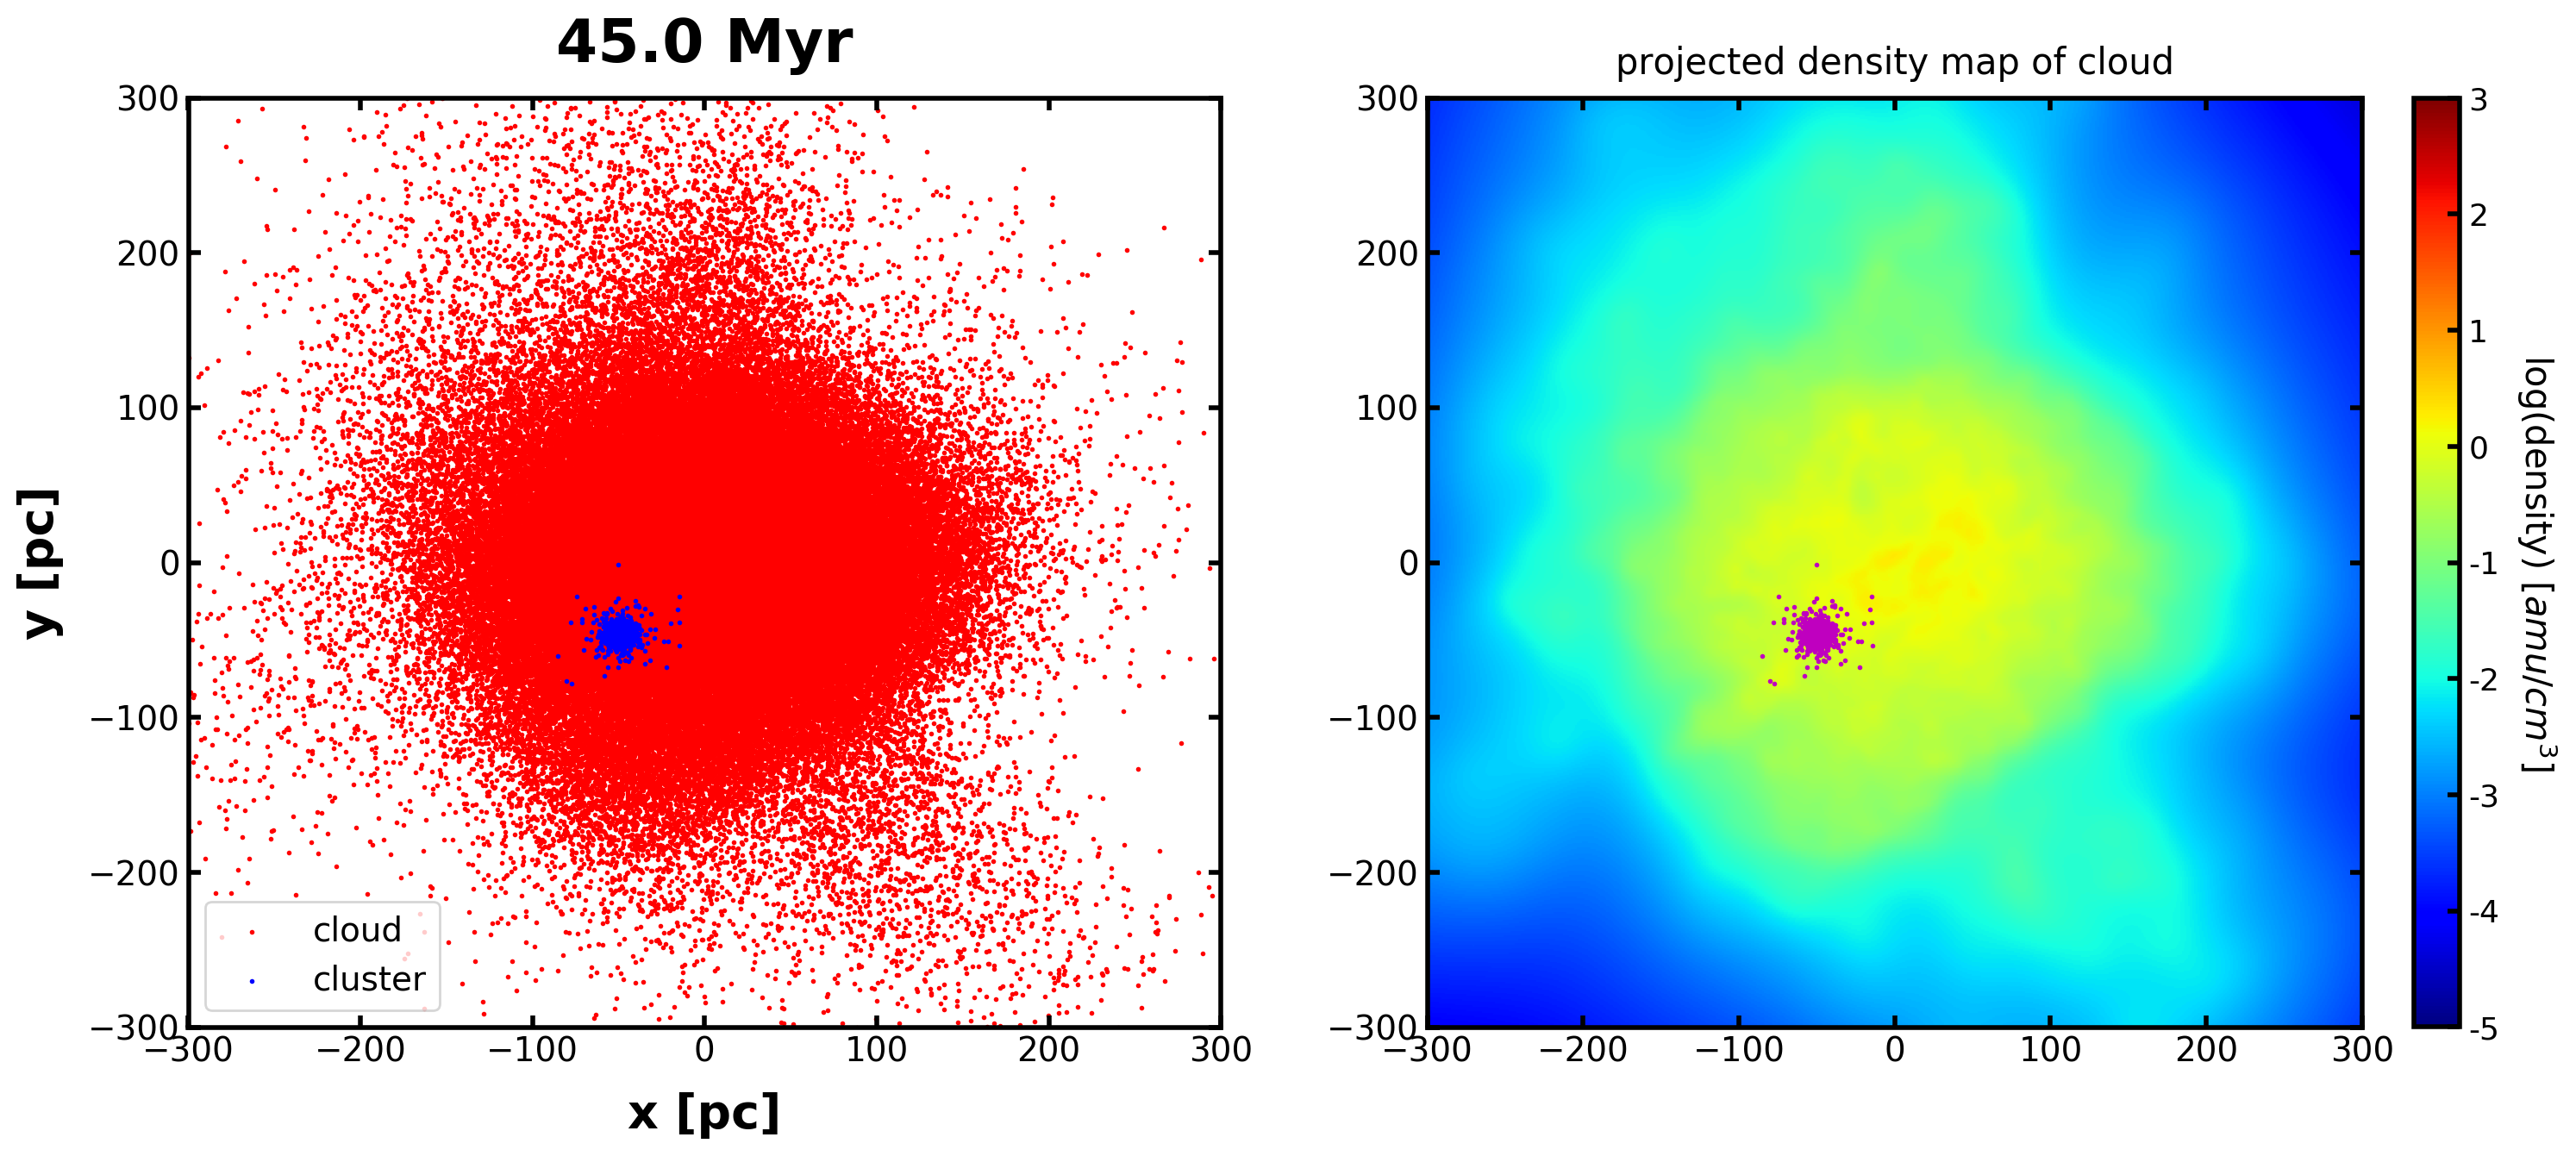 45.0 Myr
300
200
100
0
−100
−200
−300
y [pc]
cloud
cluster
−300 −200 −100 0 100 200 300
x [pc]
projected density map of cloud
300
200
100
0
−100
−200
−300
−300 −200 −100 0 100 200 300
3
2
1
0
-1
-2
-3
-4
-5
log(density) [amu/cm³]